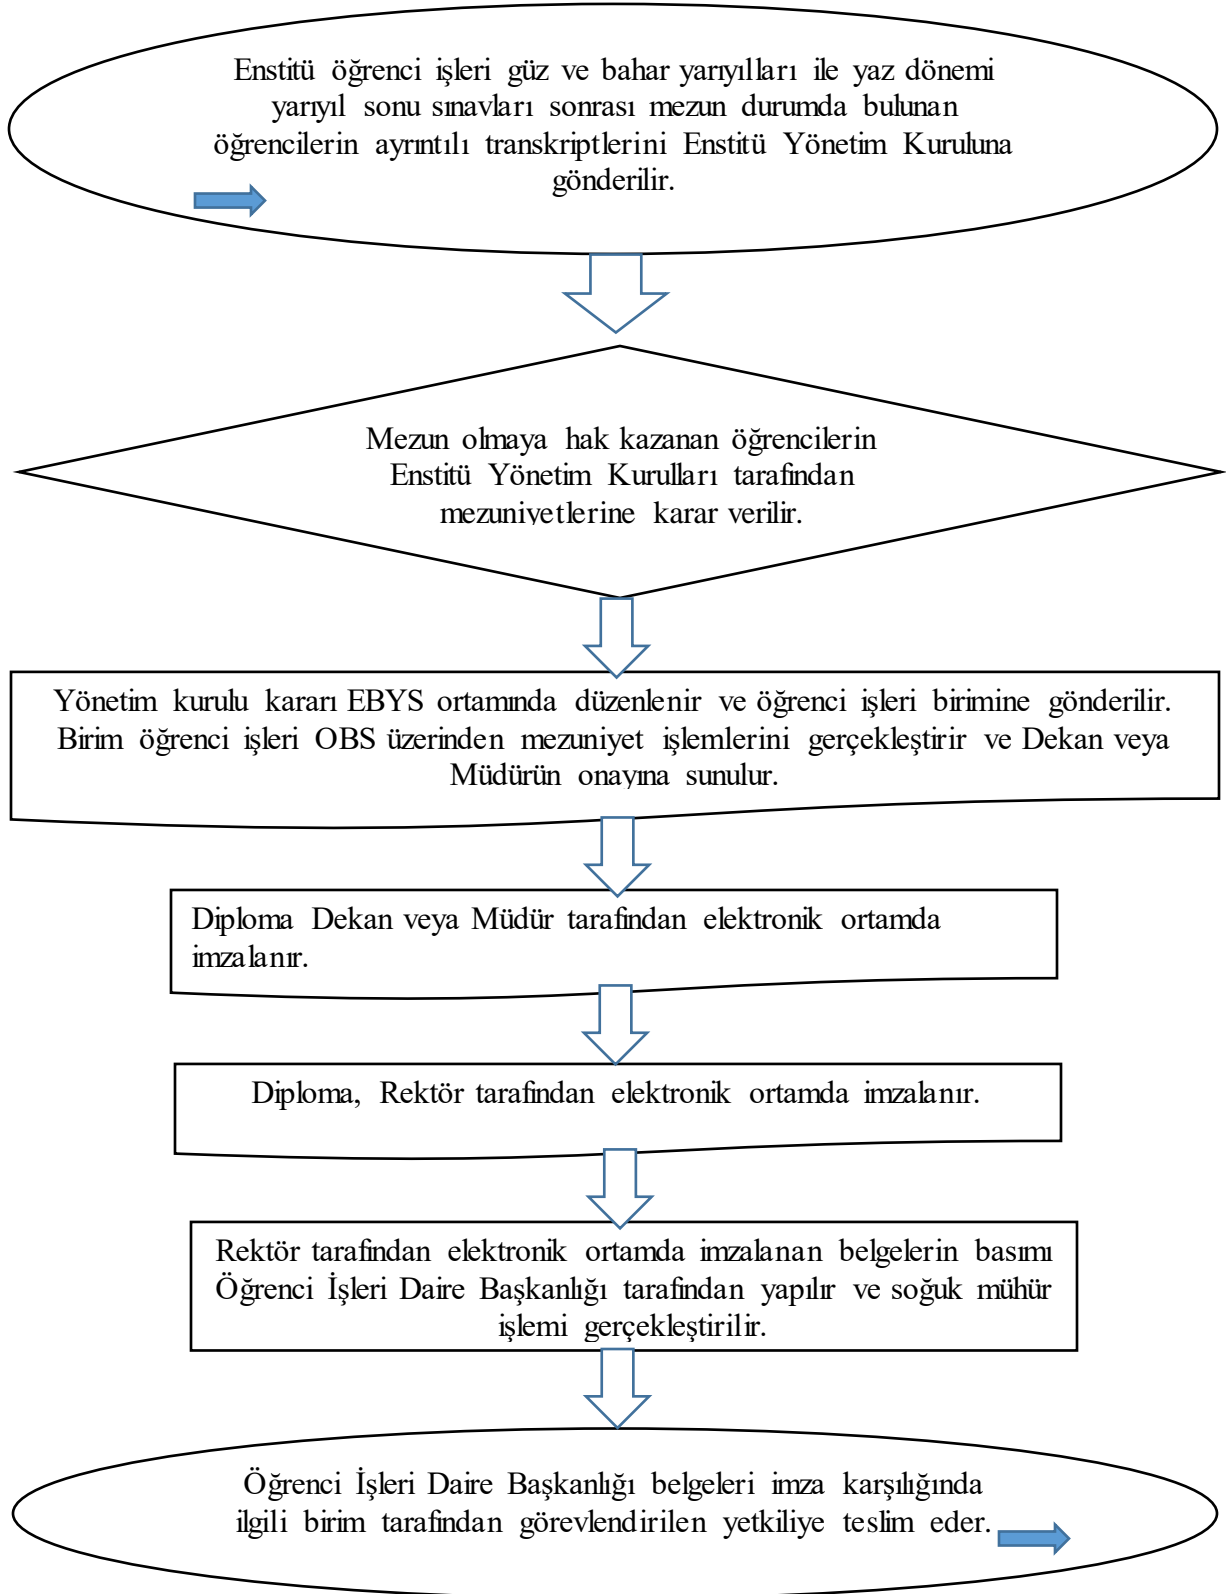 Enstitü öğrenci işleri güz ve bahar yarıyılları ile yaz dönemi
yarıyıl sonu sınavları sonrası mezun durumda bulunan
öğrencilerin ayrıntılı transkriptlerini Enstitü Yönetim Kuruluna
gönderilir.
Mezun olmaya hak kazanan öğrencilerin
Enstitü Yönetim Kurulları tarafından
mezuniyetlerine karar verilir.
Yönetim kurulu kararı EBYS ortamında düzenlenir ve öğrenci işleri birimine gönderilir.
Birim öğrenci işleri OBS üzerinden mezuniyet işlemlerini gerçekleştirir ve Dekan veya
Müdürün onayına sunulur.
Diploma Dekan veya Müdür tarafından elektronik ortamda
imzalanır.
Diploma, Rektör tarafından elektronik ortamda imzalanır.
Rektör tarafından elektronik ortamda imzalanan belgelerin basımı
Öğrenci İşleri Daire Başkanlığı tarafından yapılır ve soğuk mühür
işlemi gerçekleştirilir.
Öğrenci İşleri Daire Başkanlığı belgeleri imza karşılığında
ilgili birim tarafından görevlendirilen yetkiliye teslim eder.